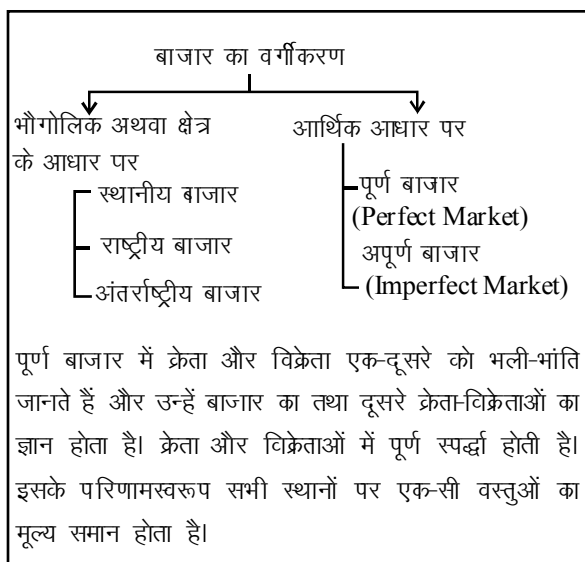 बाजार का वर्गीकरण
भौगोलिक अथवा क्षेत्र
के आधार पर
स्थानीय बाजार
राष्ट्रीय बाजार
अंतर्राष्ट्रीय बाजार
आर्थिक आधार पर
पूर्ण बाजार
(Perfect Market)
अपूर्ण बाजार
(Imperfect Market)
पूर्ण बाजार में क्रेता और विक्रेता एक-दूसरे को भली-भांति
जानते हैं और उन्हें बाजार का तथा दूसरे क्रेता-विक्रेताओं का
ज्ञान होता है। क्रेता और विक्रेताओं में पूर्ण स्पर्द्धा होती है।
इसके परिणामस्वरूप सभी स्थानों पर एक-सी वस्तुओं का
मूल्य समान होता है।